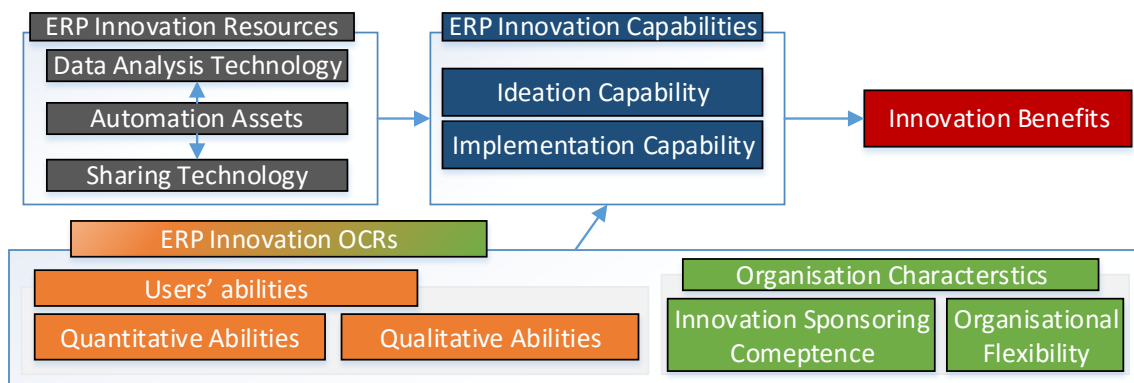 ERP Innovation Resources
Data Analysis Technology
Automation Assets
Sharing Technology
ERP Innovation Capabilities
Ideation Capability
Implementation Capability
Innovation Benefits
ERP Innovation OCRs
Users’ abilities
Quantitative Abilities
Qualitative Abilities
Organisation Characterstics
Innovation Sponsoring
Comeptence
Organisational
Flexibility